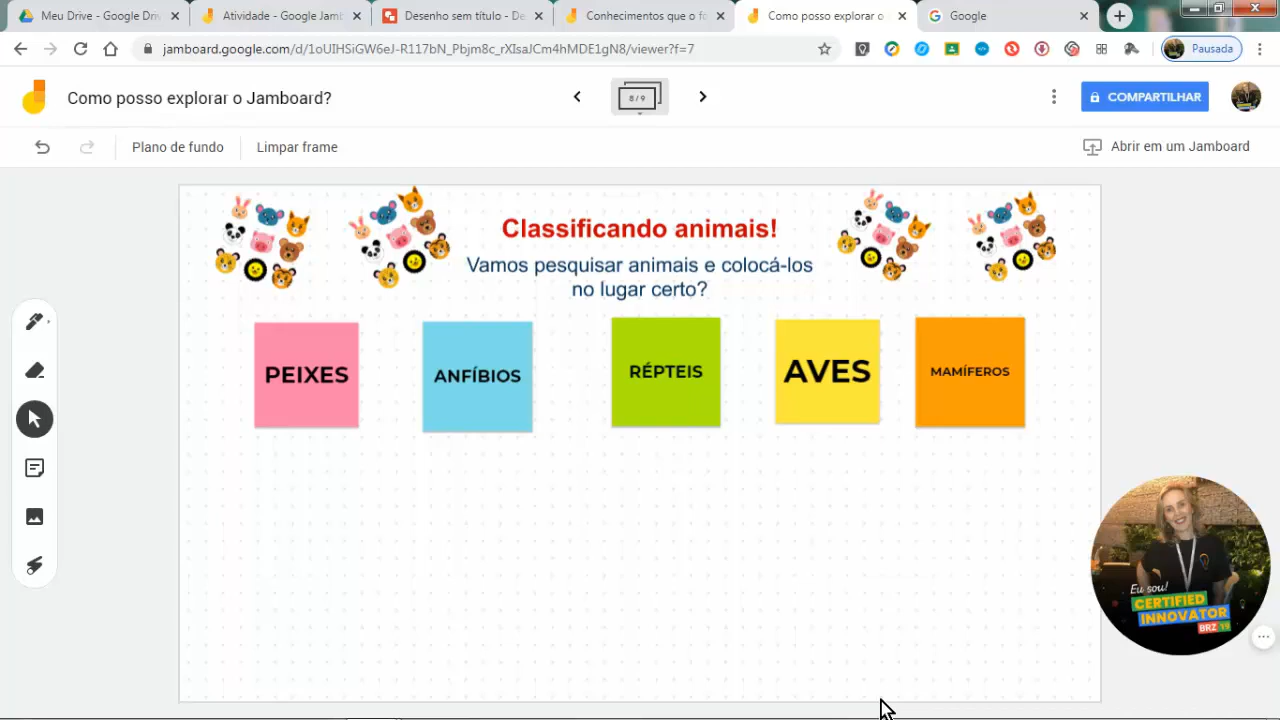 Meu Drive - Google Dri
Atividade - Google Jamb
Desenho sem título - De
Conhecimentos que o fo
Como posso explorar o
Google
jamboard.google.com/d/1oUIHSiGW6eJ-R117bN_Pbjm8c_rXIsaJCm4hMDE1gN8/viewer?f=7
Pausada
Como posso explorar o Jamboard?
8 / 9
COMPARTILHAR
Plano de fundo
Limpar frame
Abrir em um Jamboard
Classificando animais!
Vamos pesquisar animais e colocá-los
no lugar certo?
PEIXES
ANFÍBIOS
RÉPTEIS
AVES
MAMÍFEROS
Eu sou!
CERTIFIED
INNOVATOR
BRZ 19